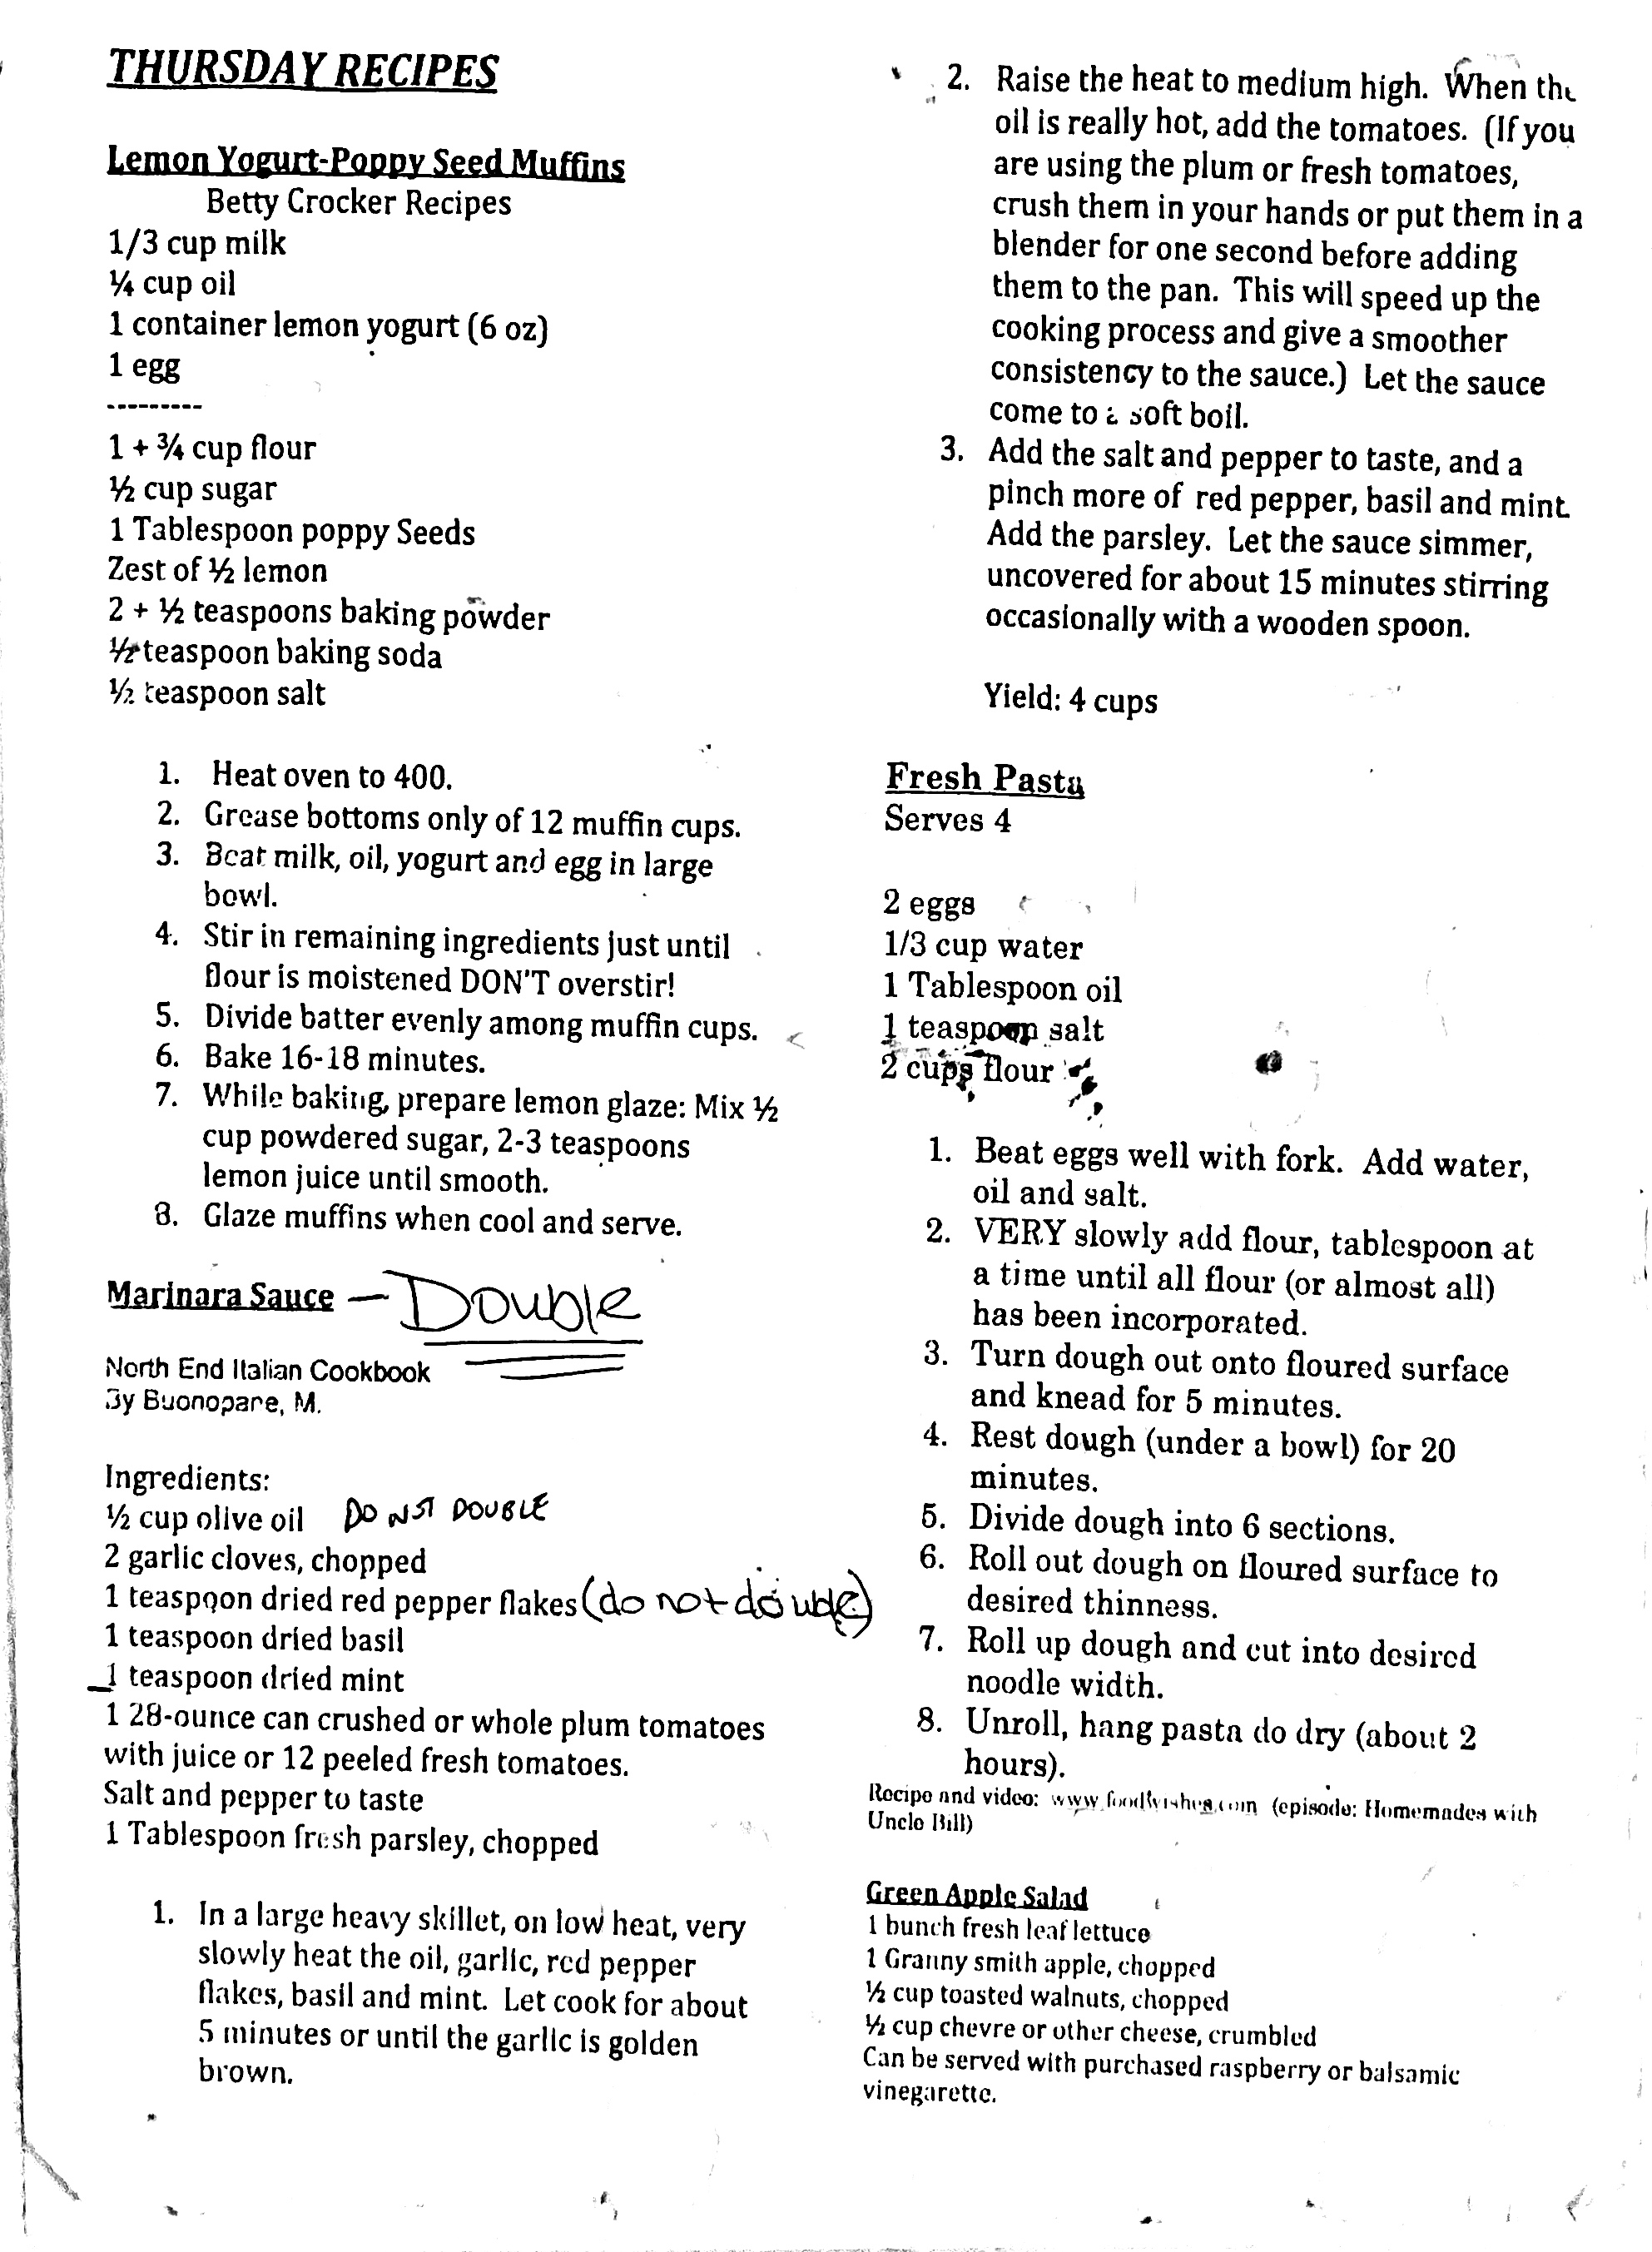 THURSDAY RECIPES
Lemon Yogurt-Poppy Seed Muffins
Betty Crocker Recipes
1/3 cup milk
¼ cup oil
1 container lemon yogurt (6 oz)
1 egg
---------
1 + ¾ cup flour
½ cup sugar
1 Tablespoon poppy Seeds
Zest of ½ lemon
2 + ½ teaspoons baking powder
½ teaspoon baking soda
½ teaspoon salt
1. Heat oven to 400.
2. Grease bottoms only of 12 muffin cups.
3. Beat milk, oil, yogurt and egg in large
bowl.
4. Stir in remaining ingredients just until
flour is moistened DON'T overstir!
5. Divide batter evenly among muffin cups.
6. Bake 16-18 minutes.
7. While baking, prepare lemon glaze: Mix ½
cup powdered sugar, 2-3 teaspoons
lemon juice until smooth.
8. Glaze muffins when cool and serve.
Marinara Sauce — Double
North End Italian Cookbook
By Buonopane, M.
Ingredients:
½ cup olive oil DO NOT DOUBLE
2 garlic cloves, chopped
1 teaspoon dried red pepper flakes (do not double)
1 teaspoon dried basil
1 teaspoon dried mint
1 28-ounce can crushed or whole plum tomatoes
with juice or 12 peeled fresh tomatoes.
Salt and pepper to taste
1 Tablespoon fresh parsley, chopped
1. In a large heavy skillet, on low heat, very
slowly heat the oil, garlic, red pepper
flakes, basil and mint. Let cook for about
5 minutes or until the garlic is golden
brown.
2. Raise the heat to medium high. When the
oil is really hot, add the tomatoes. (If you
are using the plum or fresh tomatoes,
crush them in your hands or put them in a
blender for one second before adding
them to the pan. This will speed up the
cooking process and give a smoother
consistency to the sauce.) Let the sauce
come to a soft boil.
3. Add the salt and pepper to taste, and a
pinch more of red pepper, basil and mint.
Add the parsley. Let the sauce simmer,
uncovered for about 15 minutes stirring
occasionally with a wooden spoon.
Yield: 4 cups
Fresh Pasta
Serves 4
2 eggs
1/3 cup water
1 Tablespoon oil
1 teaspoon salt
2 cups flour
1. Beat eggs well with fork. Add water,
oil and salt.
2. VERY slowly add flour, tablespoon at
a time until all flour (or almost all)
has been incorporated.
3. Turn dough out onto floured surface
and knead for 5 minutes.
4. Rest dough (under a bowl) for 20
minutes.
5. Divide dough into 6 sections.
6. Roll out dough on floured surface to
desired thinness.
7. Roll up dough and cut into desired
noodle width.
8. Unroll, hang pasta do dry (about 2
hours).
Recipe and video: www.foodwishes.com (episode: Homemades with
Uncle Bill)
Green Apple Salad
1 bunch fresh leaf lettuce
1 Granny smith apple, chopped
½ cup toasted walnuts, chopped
½ cup chevre or other cheese, crumbled
Can be served with purchased raspberry or balsamic
vinegarette.